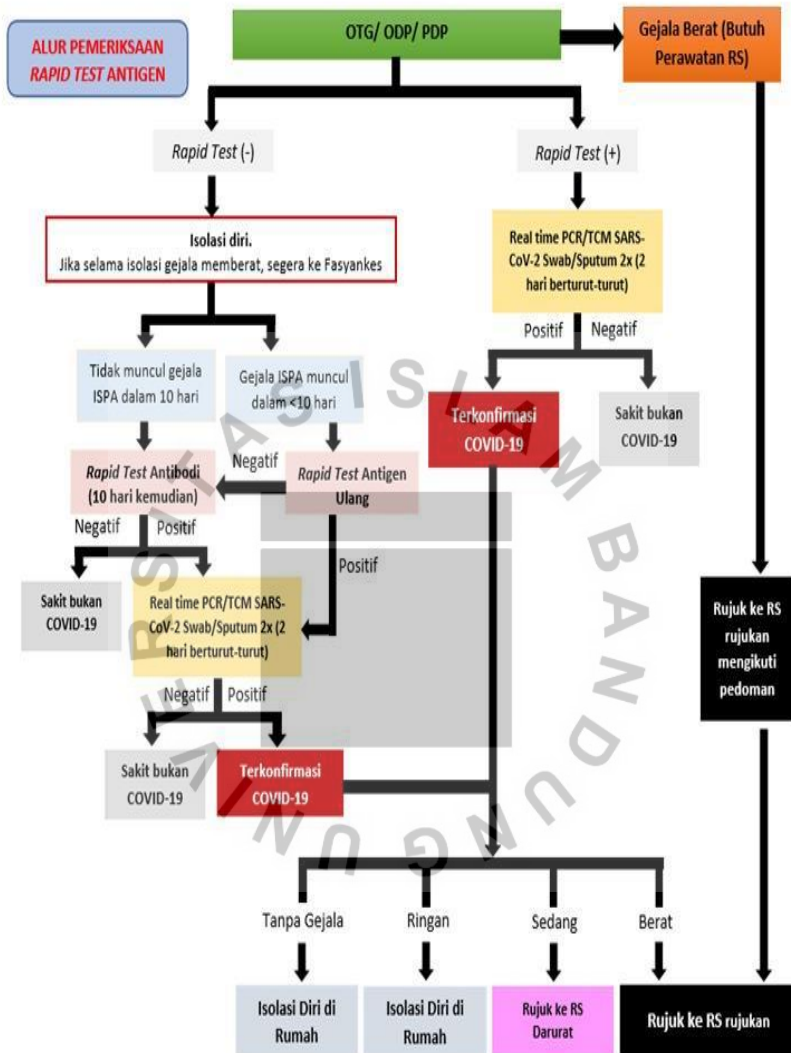 ALUR PEMERIKSAAN
RAPID TEST ANTIGEN
OTG/ ODP/ PDP
Gejala Berat (Butuh
Perawatan RS)
Rapid Test (-)
Rapid Test (+)
Isolasi diri.
Jika selama isolasi gejala memberat, segera ke Fasyankes
Real time PCR/TCM SARS-
CoV-2 Swab/Sputum 2x (2
hari berturut-turut)
Positif
Negatif
Tidak muncul gejala
ISPA dalam 10 hari
Gejala ISPA muncul
dalam <10 hari
Terkonfirmasi
COVID-19
Sakit bukan
COVID-19
Rapid Test Antibodi
(10 hari kemudian)
Negatif
Rapid Test Antigen
Ulang
Negatif
Positif
Positif
Sakit bukan
COVID-19
Real time PCR/TCM SARS-
CoV-2 Swab/Sputum 2x (2
hari berturut-turut)
Rujuk ke RS
rujukan
mengikuti
pedoman
Negatif
Positif
Sakit bukan
COVID-19
Terkonfirmasi
COVID-19
Tanpa Gejala
Ringan
Sedang
Berat
Isolasi Diri di
Rumah
Isolasi Diri di
Rumah
Rujuk ke RS
Darurat
Rujuk ke RS rujukan
UNIVERSITAS ISLAM BANDUNG